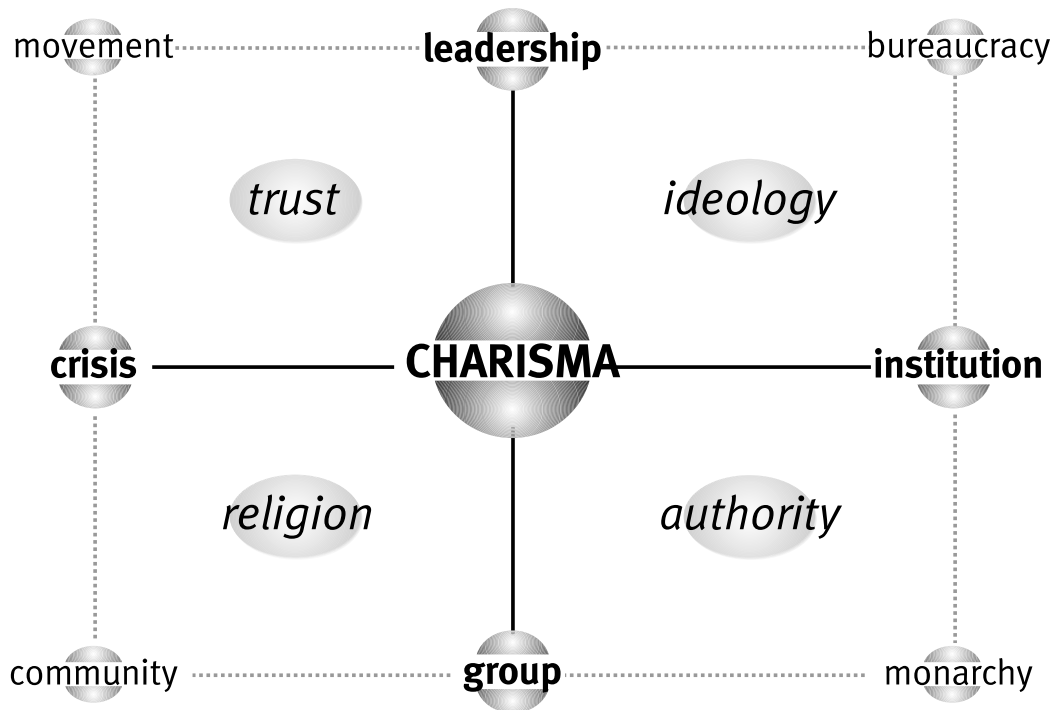 movement
leadership
bureaucracy
trust
ideology
crisis
CHARISMA
institution
religion
authority
community
group
monarchy